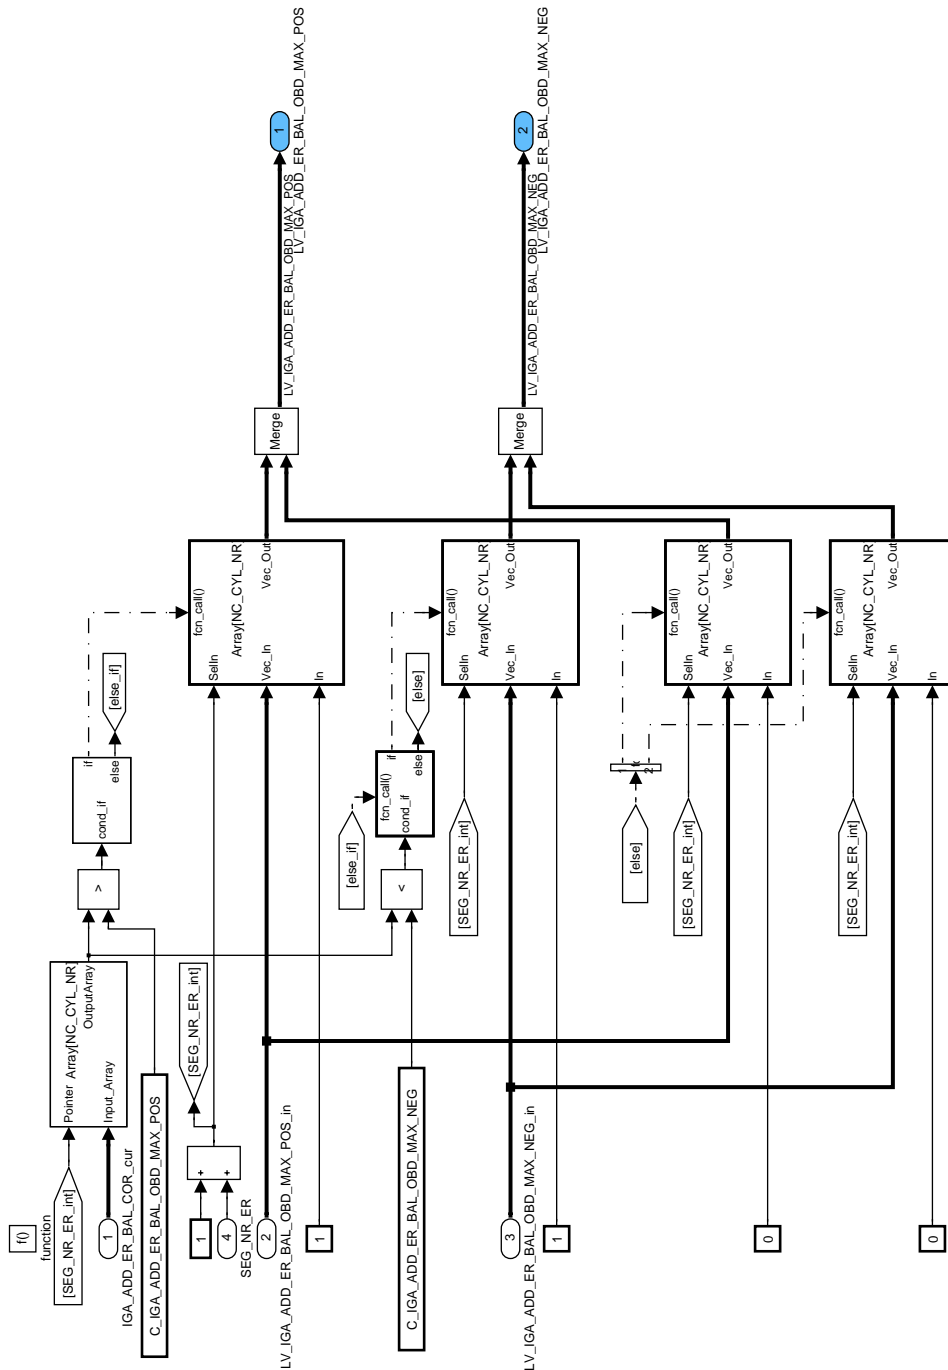 f()
function
[SEG_NR_ER_int]
1
IGA_ADD_ER_BAL_COR_cur
C_IGA_ADD_ER_BAL_OBD_MAX_POS
Pointer
Array[NC_CYL_NR]
OutputArray
Input_Array
>
cond_if
if
else
[else_if]
[SEG_NR_ER_int]
1
4
SEG_NR_ER
+
+
2
LV_IGA_ADD_ER_BAL_OBD_MAX_POS_in
1
SelIn
fcn_call()
Array[NC_CYL_NR]
Vec_In
Vec_Out
In
Merge
LV_IGA_ADD_ER_BAL_OBD_MAX_POS
1
LV_IGA_ADD_ER_BAL_OBD_MAX_POS
[else_if]
<
fcn_call()
cond_if
if
else
[else]
C_IGA_ADD_ER_BAL_OBD_MAX_NEG
[SEG_NR_ER_int]
3
LV_IGA_ADD_ER_BAL_OBD_MAX_NEG_in
1
SelIn
fcn_call()
Array[NC_CYL_NR]
Vec_In
Vec_Out
In
Merge
LV_IGA_ADD_ER_BAL_OBD_MAX_NEG
2
LV_IGA_ADD_ER_BAL_OBD_MAX_NEG
[else]
1
2
[SEG_NR_ER_int]
0
SelIn
fcn_call()
Array[NC_CYL_NR]
Vec_In
Vec_Out
In
[SEG_NR_ER_int]
0
SelIn
fcn_call()
Array[NC_CYL_NR]
Vec_In
Vec_Out
In